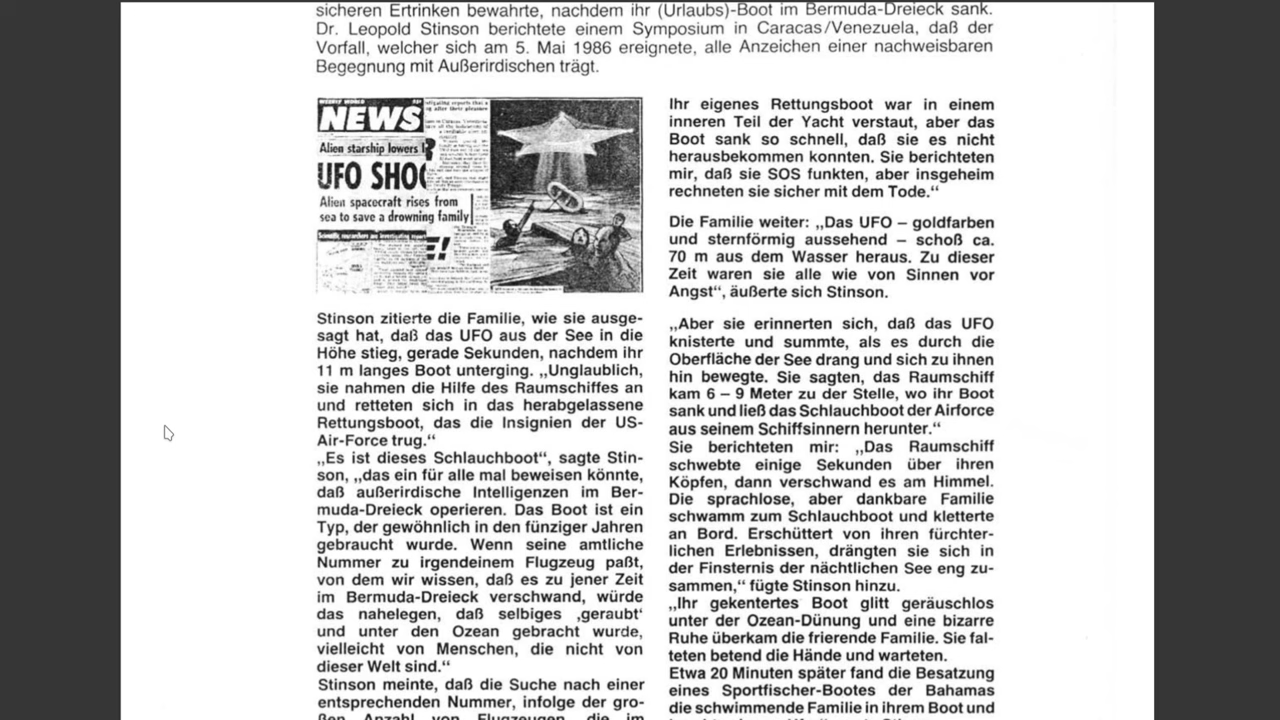 sicheren Ertrinken bewahrte, nachdem ihr (Urlaubs)-Boot im Bermuda-Dreieck sank.
Dr. Leopold Stinson berichtete einem Symposium in Caracas/Venezuela, daß der
Vorfall, welcher sich am 5. Mai 1986 ereignete, alle Anzeichen einer nachweisbaren
Begegnung mit Außerirdischen trägt.
NEWS
Alien starship lowers
UFO SHO
Alien spacecraft rises from
sea to save a drowning family
Stinson zitierte die Familie, wie sie ausge-
sagt hat, daß das UFO aus der See in die
Höhe stieg, gerade Sekunden, nachdem ihr
11 m langes Boot unterging. „Unglaublich,
sie nahmen die Hilfe des Raumschiffes an
und retteten sich in das herabgelassene
Rettungsboot, das die Insignien der US-
Air-Force trug.“
„Es ist dieses Schlauchboot“, sagte Stin-
son, „das ein für alle mal beweisen könnte,
daß außerirdische Intelligenzen im Ber-
muda-Dreieck operieren. Das Boot ist ein
Typ, der gewöhnlich in den fünziger Jahren
gebraucht wurde. Wenn seine amtliche
Nummer zu irgendeinem Flugzeug paßt,
von dem wir wissen, daß es zu jener Zeit
im Bermuda-Dreieck verschwand, würde
das nahelegen, daß selbiges ‚geraubt‘
und unter den Ozean gebracht wurde,
vielleicht von Menschen, die nicht von
dieser Welt sind.“
Stinson meinte, daß die Suche nach einer
entsprechenden Nummer, infolge der gro-
ßen Anzahl von Flugzeugen, die im
Ihr eigenes Rettungsboot war in einem
inneren Teil der Yacht verstaut, aber das
Boot sank so schnell, daß sie es nicht
herausbekommen konnten. Sie berichteten
mir, daß sie SOS funkten, aber insgeheim
rechneten sie sicher mit dem Tode.“
Die Familie weiter: „Das UFO – goldfarben
und sternförmig aussehend – schoß ca.
70 m aus dem Wasser heraus. Zu dieser
Zeit waren sie alle wie von Sinnen vor
Angst“, äußerte sich Stinson.
„Aber sie erinnerten sich, daß das UFO
knisterte und summte, als es durch die
Oberfläche der See drang und sich zu ihnen
hin bewegte. Sie sagten, das Raumschiff
kam 6 – 9 Meter zu der Stelle, wo ihr Boot
sank und ließ das Schlauchboot der Airforce
aus seinem Schiffsinnern herunter.“
Sie berichteten mir: „Das Raumschiff
schwebte einige Sekunden über ihren
Köpfen, dann verschwand es am Himmel.
Die sprachlose, aber dankbare Familie
schwamm zum Schlauchboot und kletterte
an Bord. Erschüttert von ihren fürchter-
lichen Erlebnissen, drängten sie sich in
der Finsternis der nächtlichen See eng zu-
sammen,“ fügte Stinson hinzu.
„Ihr gekentertes Boot glitt geräuschlos
unter der Ozean-Dünung und eine bizarre
Ruhe überkam die frierende Familie. Sie fal-
teten betend die Hände und warteten.
Etwa 20 Minuten später fand die Besatzung
eines Sportfischer-Bootes der Bahamas
die schwimmende Familie in ihrem Boot und